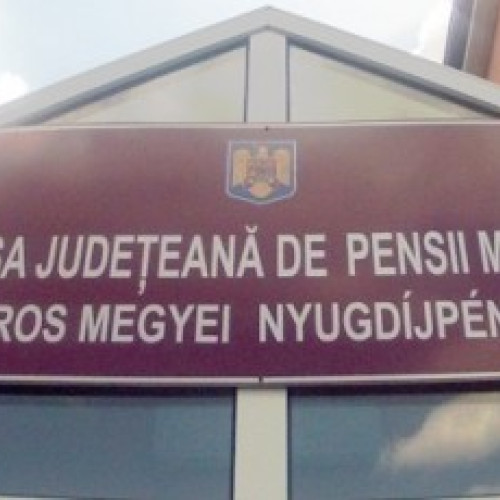 SA JUDEȚEANĂ DE PENSII M
ROS MEGYEI NYUGDÍJPÉN